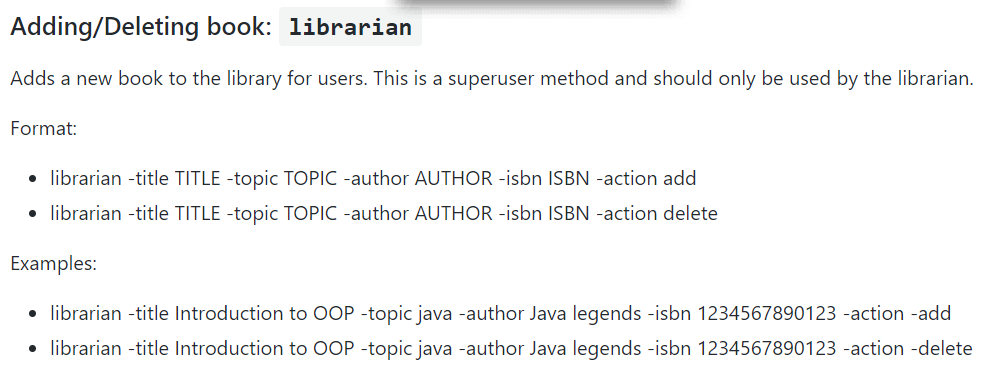 Adding/Deleting book: librarian
Adds a new book to the library for users. This is a superuser method and should only be used by the librarian.
Format:
• librarian -title TITLE -topic TOPIC -author AUTHOR -isbn ISBN -action add
• librarian -title TITLE -topic TOPIC -author AUTHOR -isbn ISBN -action delete
Examples:
• librarian -title Introduction to OOP -topic java -author Java legends -isbn 1234567890123 -action -add
• librarian -title Introduction to OOP -topic java -author Java legends -isbn 1234567890123 -action -delete